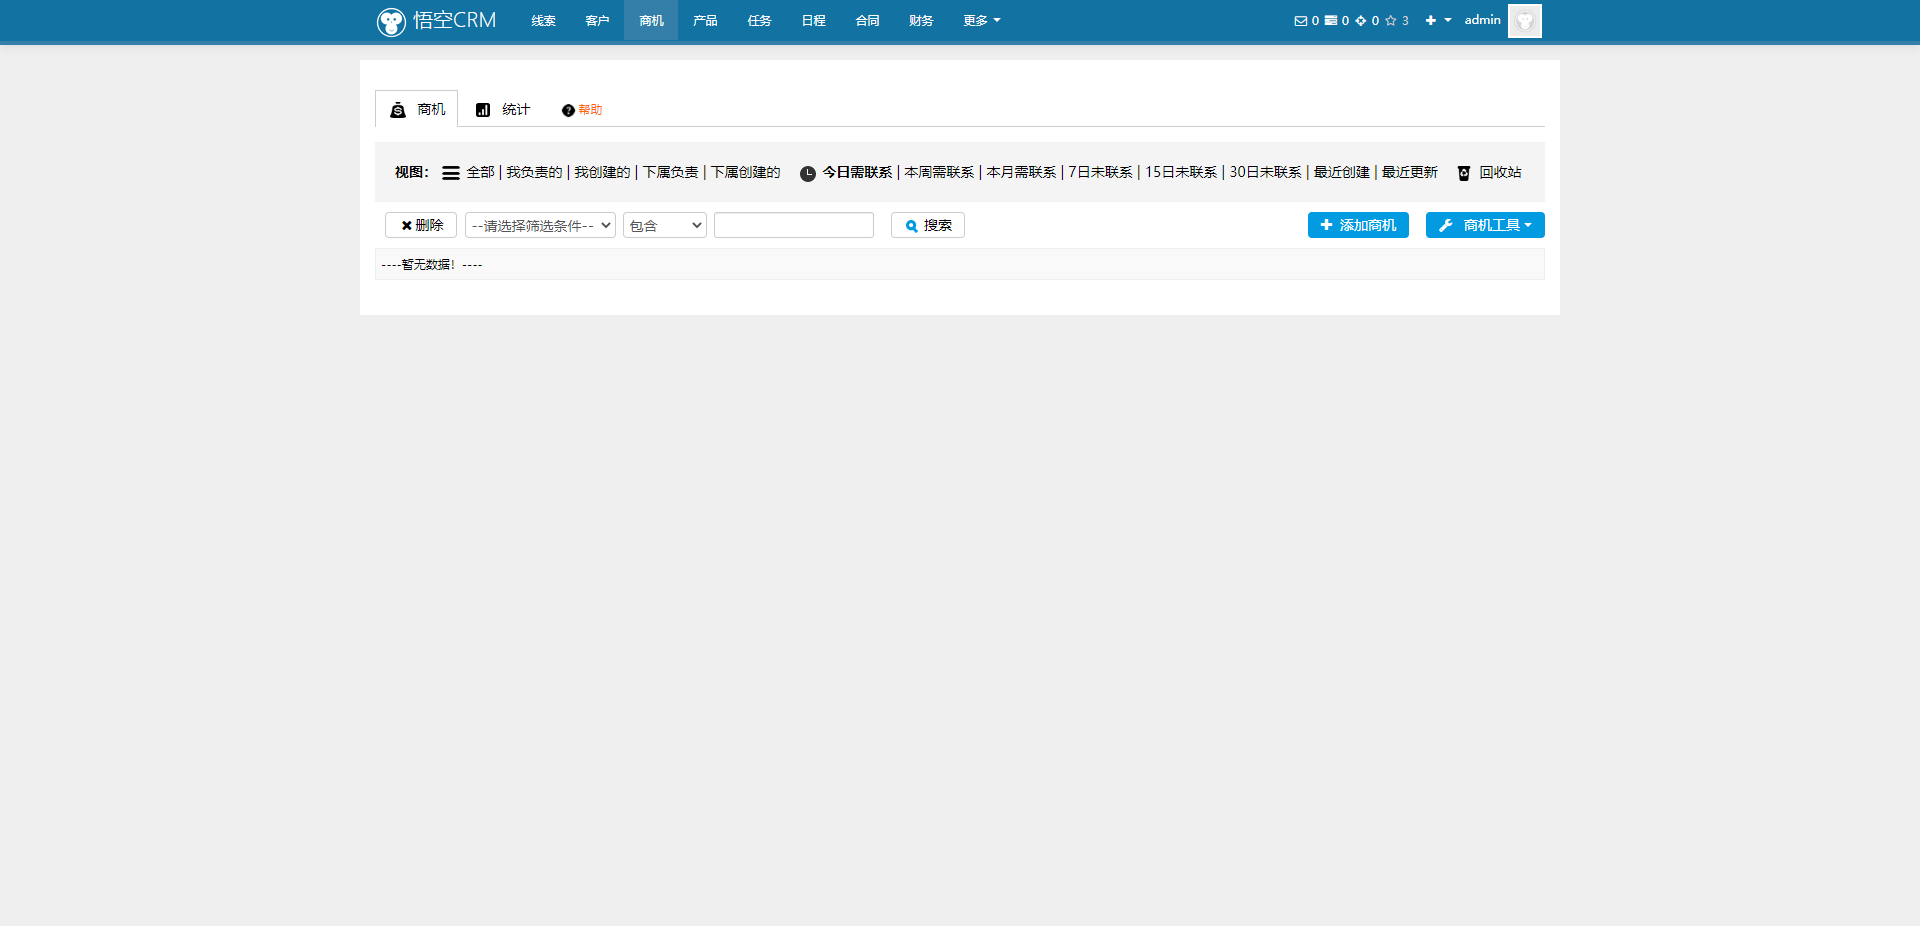 悟空CRM 线索 客户 商机 产品 任务 日程 合同 财务 更多 0 0 0 3 admin
商机 统计 帮助
视图： 全部 | 我负责的 | 我创建的 | 下属负责 | 下属创建的 今日需联系 | 本周需联系 | 本月需联系 | 7日未联系 | 15日未联系 | 30日未联系 | 最近创建 | 最近更新 回收站
删除 --请选择筛选条件-- 包含 搜索 添加商机 商机工具
----暂无数据！----